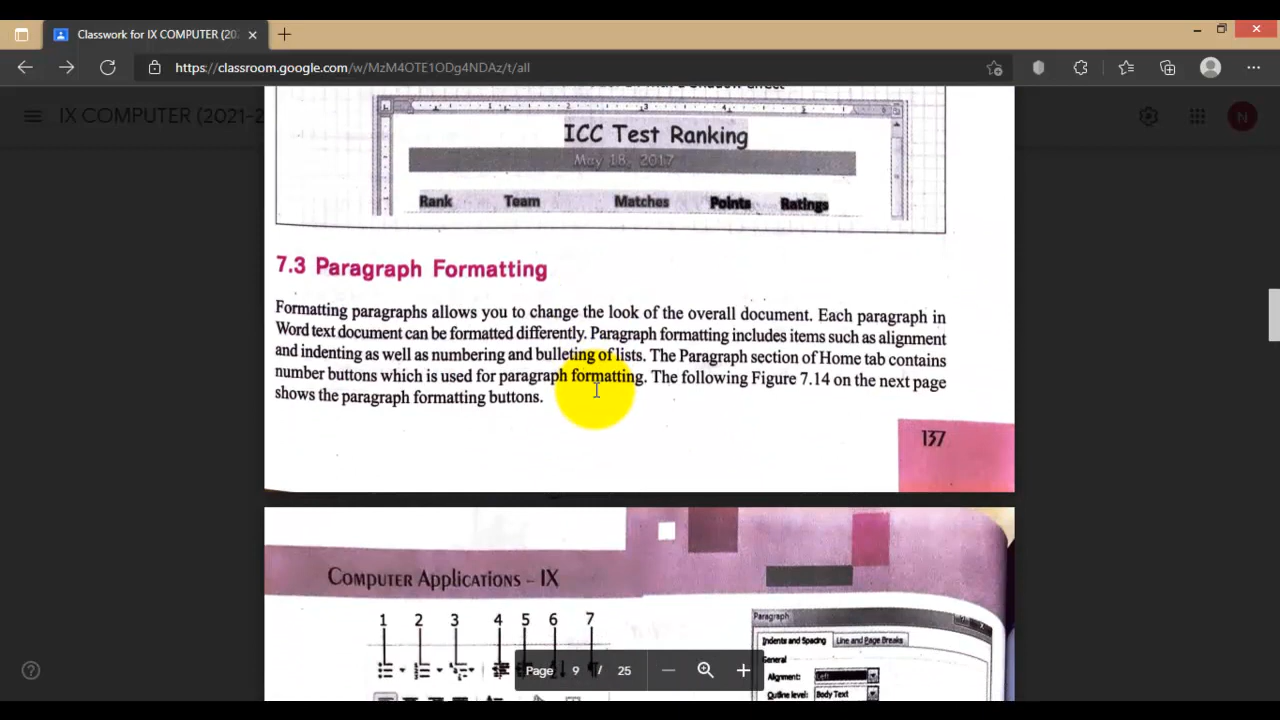 Classwork for IX COMPUTER (202
https://classroom.google.com/w/MzM4OTE1ODg4NDAz/t/all
IX COMPUTER (2021-2
N
ICC Test Ranking
May 18, 2017
Rank Team Matches Points Ratings
7.3 Paragraph Formatting
Formatting paragraphs allows you to change the look of the overall document. Each paragraph in
Word text document can be formatted differently. Paragraph formatting includes items such as alignment
and indenting as well as numbering and bulleting of lists. The Paragraph section of Home tab contains
number buttons which is used for paragraph formatting. The following Figure 7.14 on the next page
shows the paragraph formatting buttons.
137
Computer Applications – IX
1 2 3 4 5 6 7
Paragraph
Indents and Spacing Line and Page Breaks
General
Alignment: Left
Outline level: Body Text
Page 9 / 25